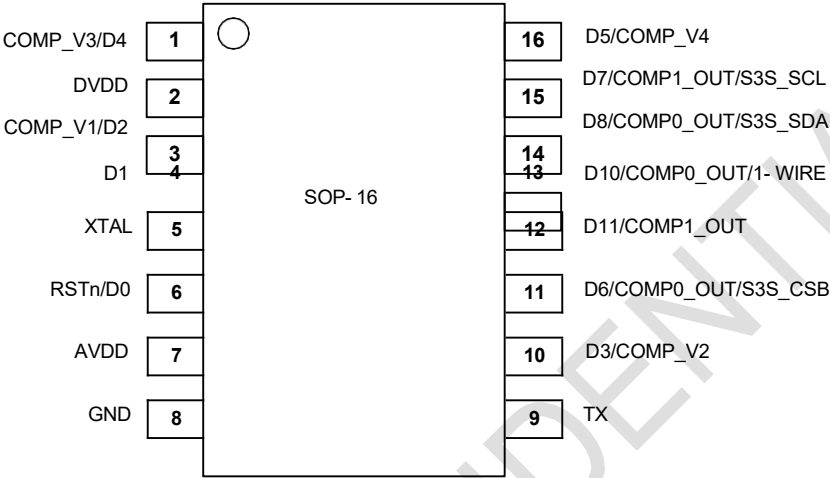 COMP_V3/D4 1 16 D5/COMP_V4
DVDD 2 15 D7/COMP1_OUT/S3S_SCL
COMP_V1/D2 3 14 D8/COMP0_OUT/S3S_SDA
D1 4 13 D10/COMP0_OUT/1- WIRE
SOP- 16
XTAL 5 12 D11/COMP1_OUT
RSTn/D0 6 11 D6/COMP0_OUT/S3S_CSB
AVDD 7 10 D3/COMP_V2
GND 8 9 TX